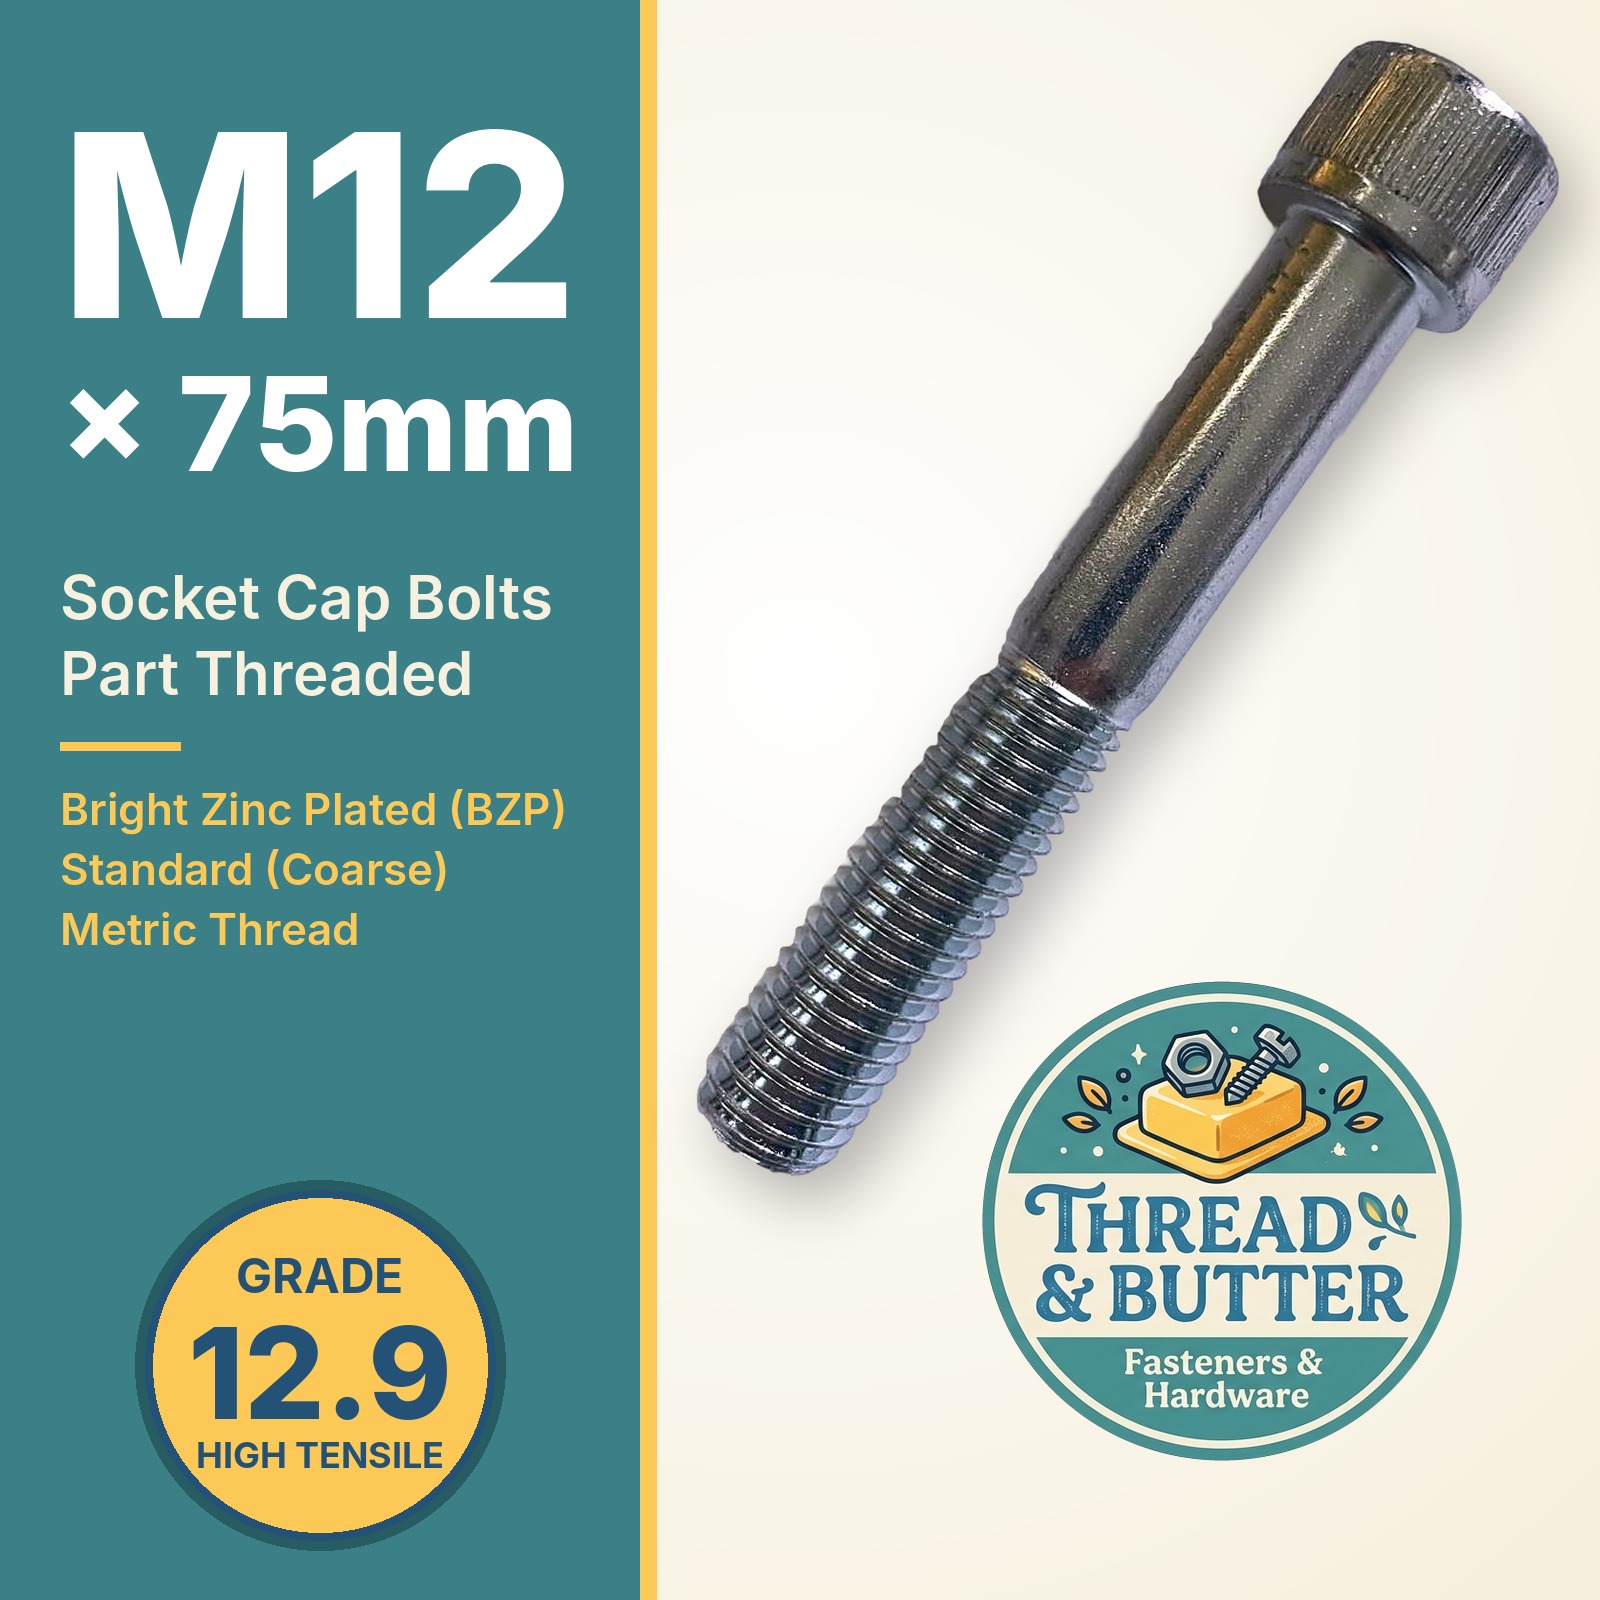 M12
× 75mm
Socket Cap Bolts
Part Threaded
Bright Zinc Plated (BZP)
Standard (Coarse)
Metric Thread
GRADE
12.9
HIGH TENSILE
THREAD
& BUTTER
Fasteners &
Hardware